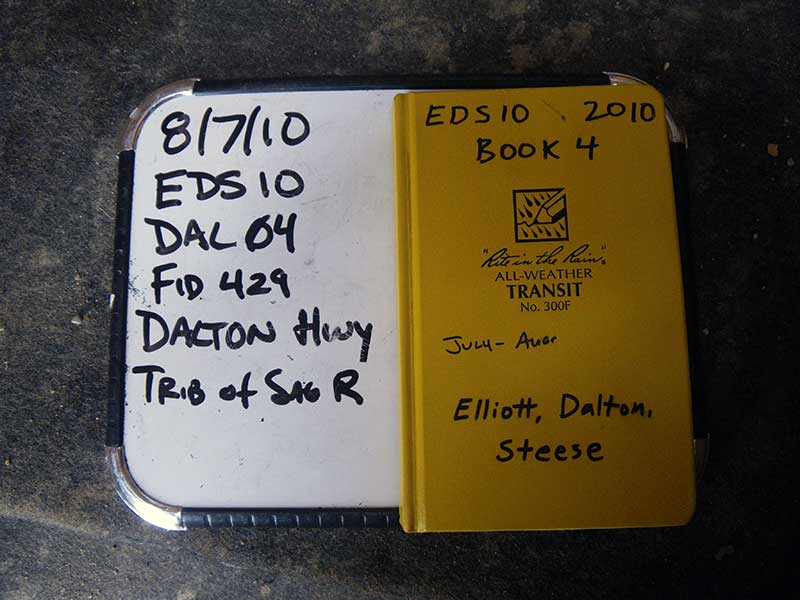 8/7/10
EDS10
DAL04
FID 429
DALTON Hwy
TRIB of SAG R
EDS10 2010
BOOK 4
"Rite in the Rain"®
ALL-WEATHER
TRANSIT
No. 300F
JULY- AUG
Elliott, Dalton,
Steese